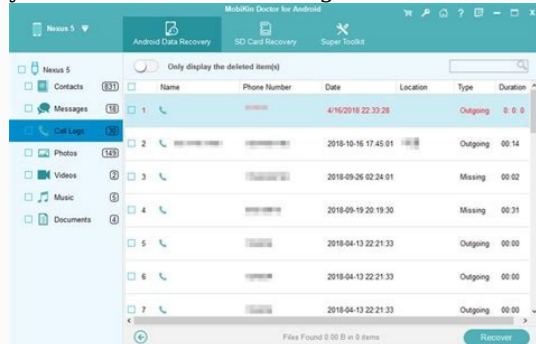 MobiKin Doctor for Android
Nexus 5
Android Data Recovery
SD Card Recovery
Super Toolkit
Only display the deleted item(s)
Nexus 5
Contacts (831)
Messages (18)
Call Logs
Photos (149)
Videos (2)
Music (5)
Documents (4)
Name Phone Number Date Location Type Duration
1 4/16/2018 22:33:28 Outgoing 0: 0: 0
2 2018-10-16 17:45:01 Outgoing 00:14
3 2018-09-26 02:24:01 Missing 00:02
4 2018-09-19 20:19:30 Missing 00:31
5 2018-04-13 22:21:33 Outgoing 00:00
6 2018-04-13 22:21:33 Outgoing 00:00
7 2018-04-13 22:21:33 Outgoing 00:00
Files Found 0.00 B in 0 items
Recover